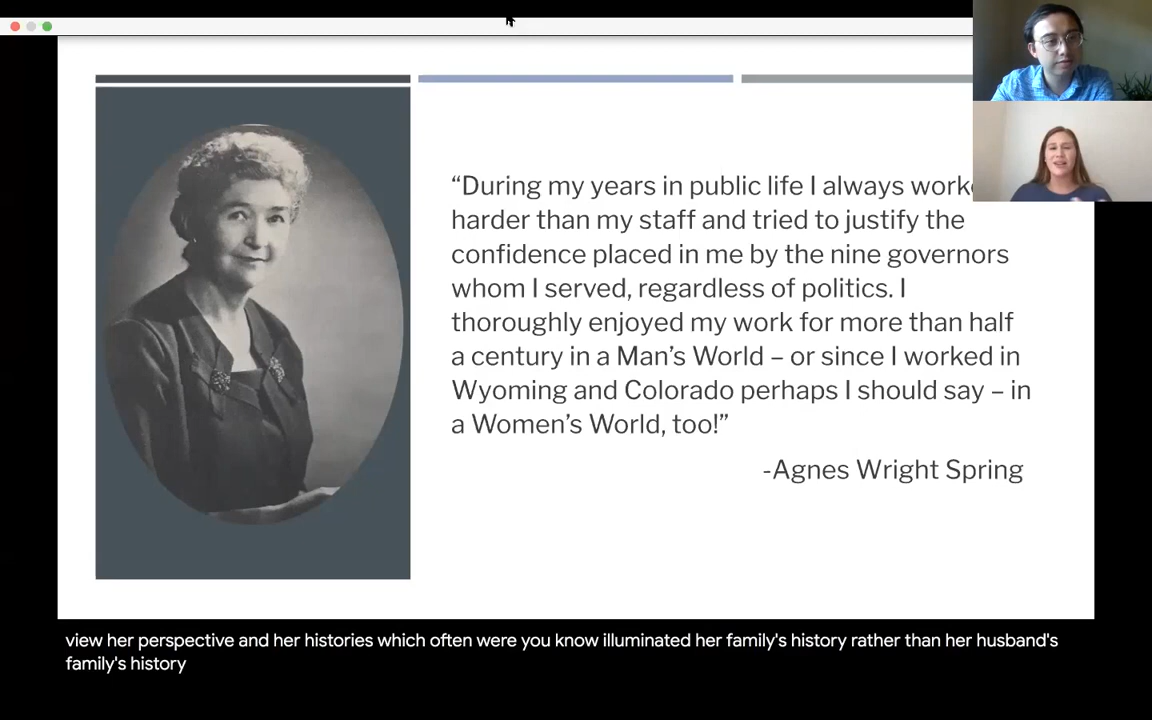 “During my years in public life I always
harder than my staff and tried to justify the
confidence placed in me by the nine governors
whom I served, regardless of politics. I
thoroughly enjoyed my work for more than half
a century in a Man’s World – or since I worked in
Wyoming and Colorado perhaps I should say – in
a Women’s World, too!”
-Agnes Wright Spring
view her perspective and her histories which often were you know illuminated her family's history rather than her husband's
family's history